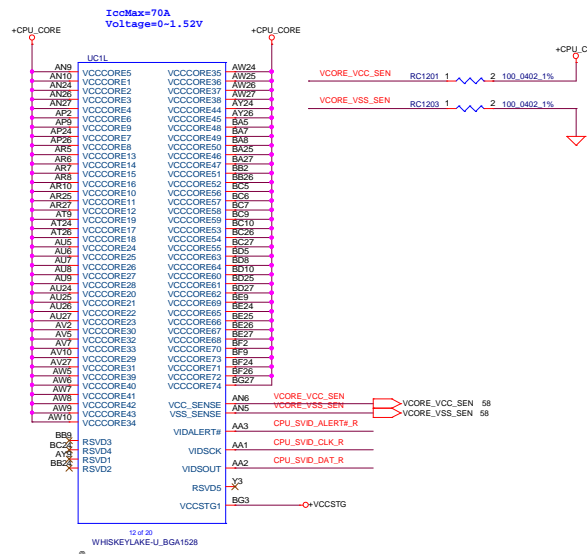 IccMax=70A
Voltage=0~1.52V
+CPU_CORE
+CPU_CORE
UC1L
AN9 VCCCORE5 VCCCORE35 AW24
AN10 VCCCORE1 VCCCORE36 AW25
AN24 VCCCORE2 VCCCORE37 AW26
AN26 VCCCORE3 VCCCORE38 AW27
AN27 VCCCORE4 VCCCORE44 AY24
AP2 VCCCORE6 VCCCORE45 AY26
AP9 VCCCORE9 VCCCORE48 BA5
AP24 VCCCORE7 VCCCORE49 BA7
AP26 VCCCORE8 VCCCORE50 BA8
AR5 VCCCORE13 VCCCORE46 BA25
AR6 VCCCORE14 VCCCORE47 BA27
AR7 VCCCORE15 VCCCORE51 BB2
AR8 VCCCORE16 VCCCORE52 BB26
AR10 VCCCORE10 VCCCORE56 BC5
AR25 VCCCORE11 VCCCORE57 BC6
AR27 VCCCORE12 VCCCORE58 BC7
AT9 VCCCORE19 VCCCORE59 BC9
AT24 VCCCORE17 VCCCORE53 BC10
AT26 VCCCORE18 VCCCORE54 BC26
AU5 VCCCORE24 VCCCORE55 BC27
AU6 VCCCORE25 VCCCORE63 BD5
AU7 VCCCORE26 VCCCORE64 BD8
AU8 VCCCORE27 VCCCORE60 BD10
AU9 VCCCORE28 VCCCORE61 BD25
AU24 VCCCORE20 VCCCORE62 BD27
AU25 VCCCORE21 VCCCORE69 BE9
AU26 VCCCORE22 VCCCORE65 BE24
AU27 VCCCORE23 VCCCORE66 BE25
AV2 VCCCORE30 VCCCORE67 BE26
AV5 VCCCORE32 VCCCORE68 BE27
AV7 VCCCORE33 VCCCORE70 BF2
AV10 VCCCORE29 VCCCORE73 BF9
AV27 VCCCORE31 VCCCORE71 BF24
AW5 VCCCORE39 VCCCORE72 BF26
AW6 VCCCORE40 VCCCORE74 BG27
AW7 VCCCORE41
AW8 VCCCORE42 VCC_SENSE AN6 VCORE_VCC_SEN VCORE_VCC_SEN 58
AW9 VCCCORE43 VSS_SENSE AN5 VCORE_VSS_SEN VCORE_VSS_SEN 58
AW10 VCCCORE34
VIDALERT# AA3 CPU_SVID_ALERT#_R
BB9 RSVD3
BC24 RSVD4 VIDSCK AA1 CPU_SVID_CLK_R
AY9 RSVD1
BB24 RSVD2 VIDSOUT AA2 CPU_SVID_DAT_R
RSVD5 Y3
VCCSTG1 BG3 +VCCSTG
12 of 20
WHISKEYLAKE-U_BGA1528
@
+CPU_C
VCORE_VCC_SEN RC1201 1 2 100_0402_1%
VCORE_VSS_SEN RC1203 1 2 100_0402_1%